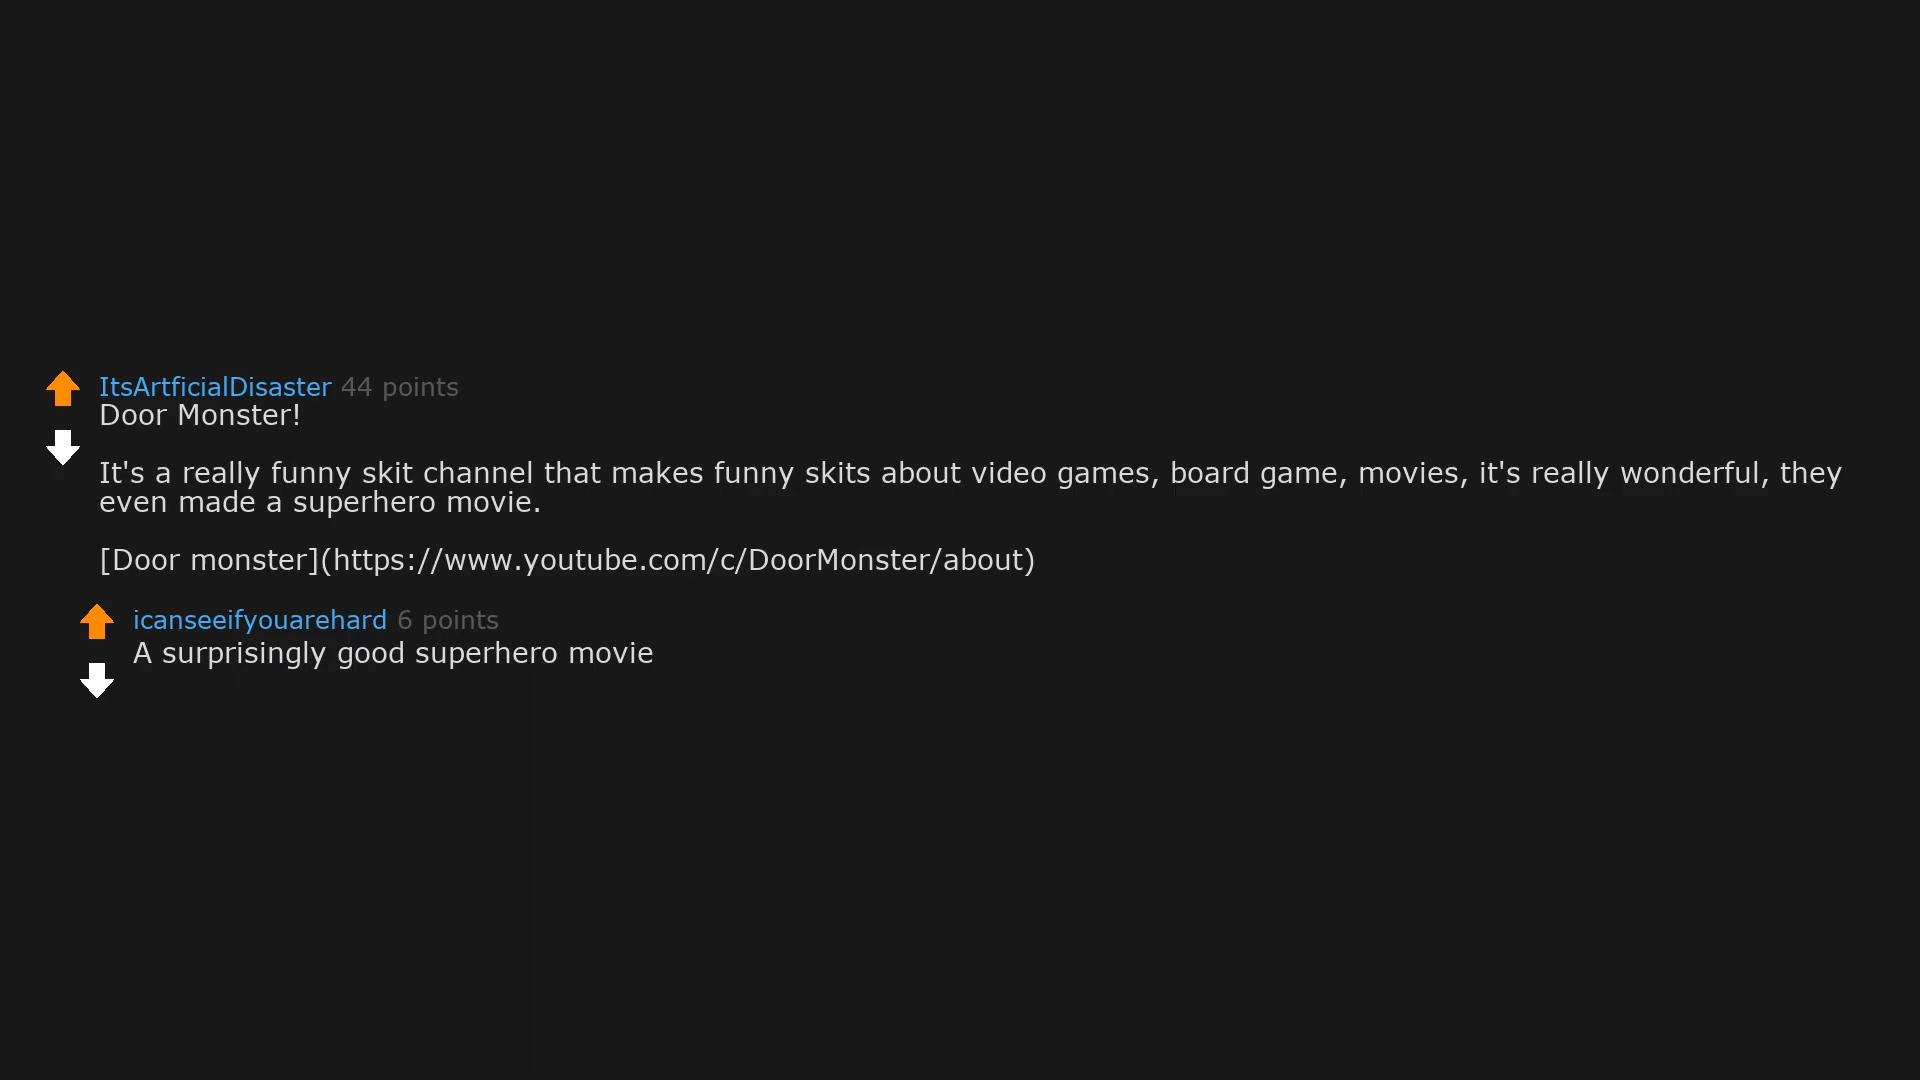 ItsArtficialDisaster 44 points
Door Monster!
It's a really funny skit channel that makes funny skits about video games, board game, movies, it's really wonderful, they
even made a superhero movie.
[Door monster](https://www.youtube.com/c/DoorMonster/about)
icanseeifyouarehard 6 points
A surprisingly good superhero movie